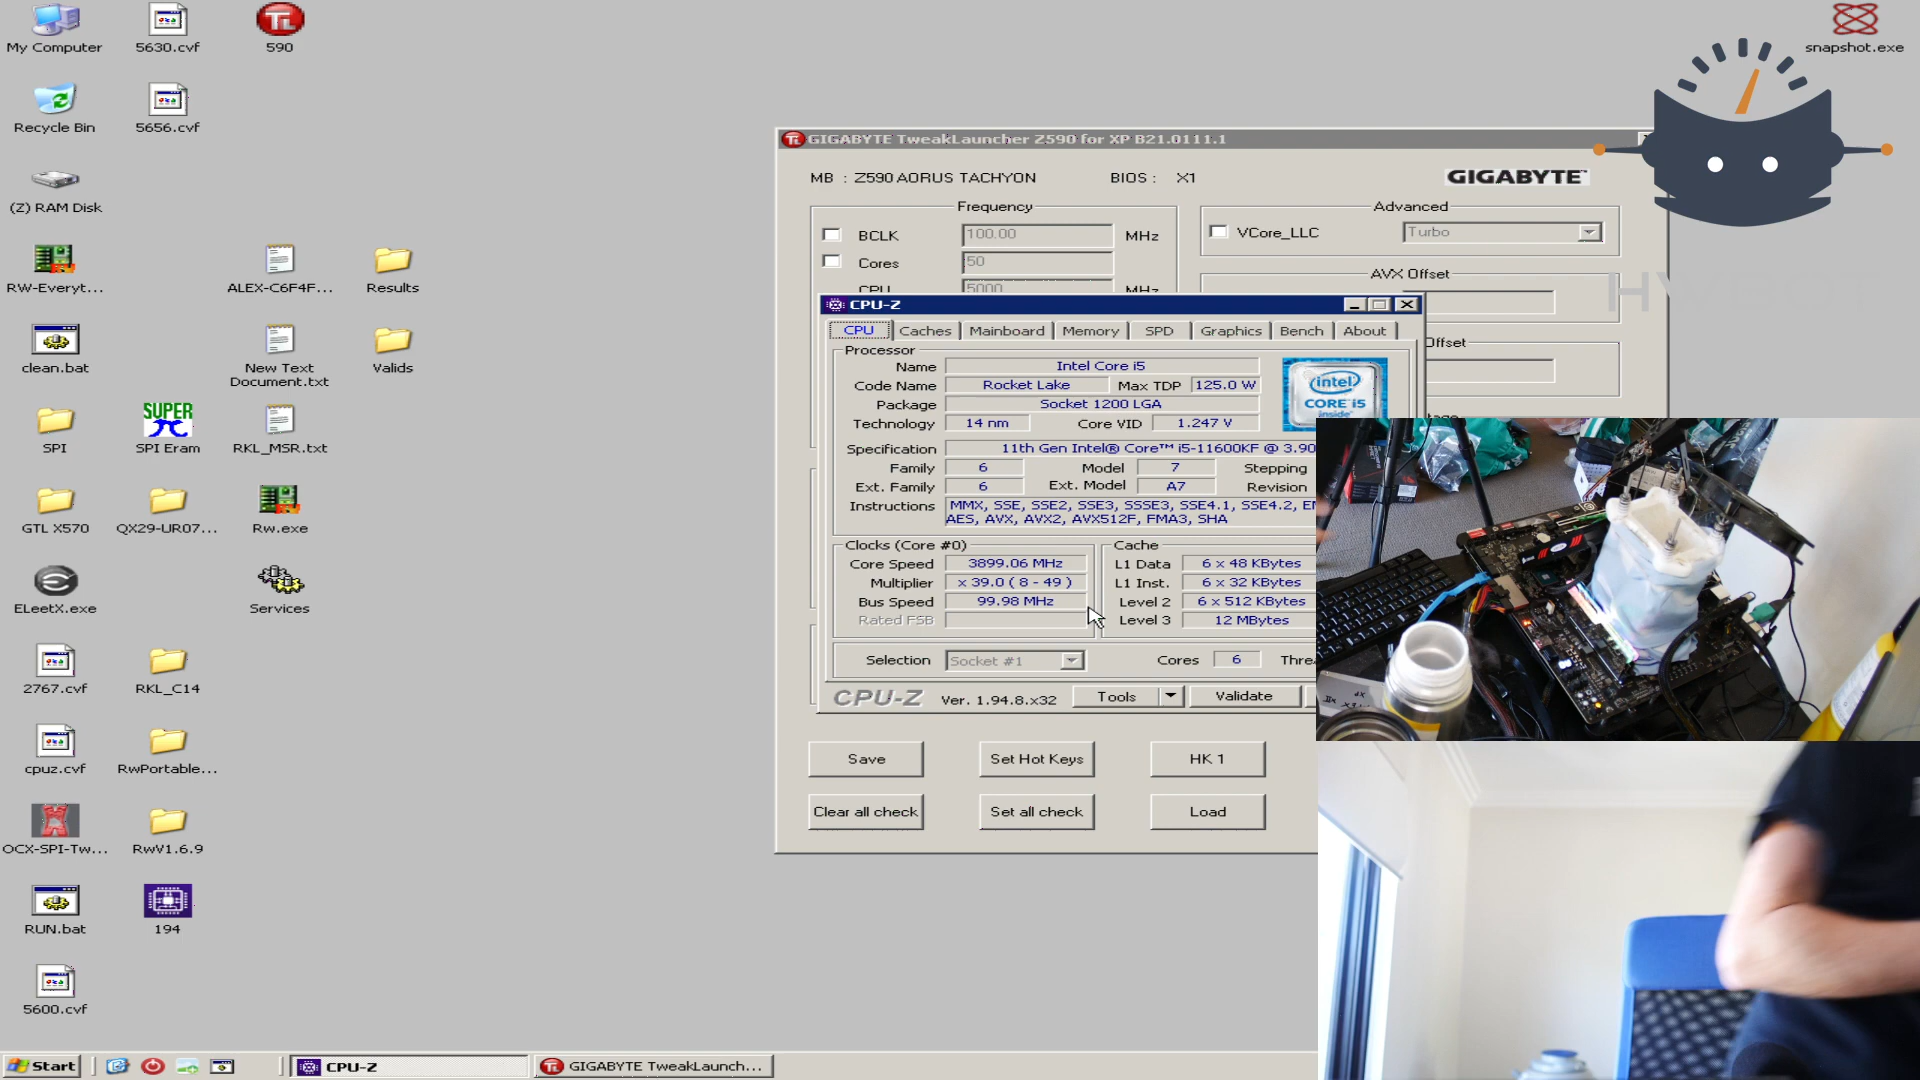 My Computer
5630.cvf
590
snapshot.exe
Recycle Bin
5656.cvf
(Z) RAM Disk
RW-Everyt...
ALEX-C6F4F...
Results
clean.bat
New Text
Document.txt
Valids
SUPER
π
SPI
SPI Eram
RKL_MSR.txt
GTL X570
QX29-UR07...
Rw.exe
ELeetX.exe
Services
2767.cvf
RKL_C14
cpuz.cvf
RwPortable...
OCX-SPI-Tw...
RwV1.6.9
RUN.bat
194
5600.cvf
TL GIGABYTE TweakLauncher Z590 for XP B21.0111.1
MB : Z590 AORUS TACHYON
BIOS : X1
GIGABYTE
Frequency
BCLK 100.00 MHz
Cores 50
CPU 5000 MHz
Advanced
VCore_LLC Turbo
AVX Offset
Offset
CPU-Z
CPU Caches Mainboard Memory SPD Graphics Bench About
Processor
Name Intel Core i5
Code Name Rocket Lake Max TDP 125.0 W
Package Socket 1200 LGA
Technology 14 nm Core VID 1.247 V
intel
CORE i5
inside
Specification 11th Gen Intel® Core™ i5-11600KF @ 3.90
Family 6 Model 7 Stepping
Ext. Family 6 Ext. Model A7 Revision
Instructions MMX, SSE, SSE2, SSE3, SSSE3, SSE4.1, SSE4.2, EM
AES, AVX, AVX2, AVX512F, FMA3, SHA
Clocks (Core #0)
Core Speed 3899.06 MHz
Multiplier x 39.0 ( 8 - 49 )
Bus Speed 99.98 MHz
Rated FSB
Cache
L1 Data 6 x 48 KBytes
L1 Inst. 6 x 32 KBytes
Level 2 6 x 512 KBytes
Level 3 12 MBytes
Selection Socket #1
Cores 6 Threa
CPU-Z Ver. 1.94.8.x32 Tools Validate
Save Set Hot Keys HK 1
Clear all check Set all check Load
Start
CPU-Z
TL GIGABYTE TweakLaunch...